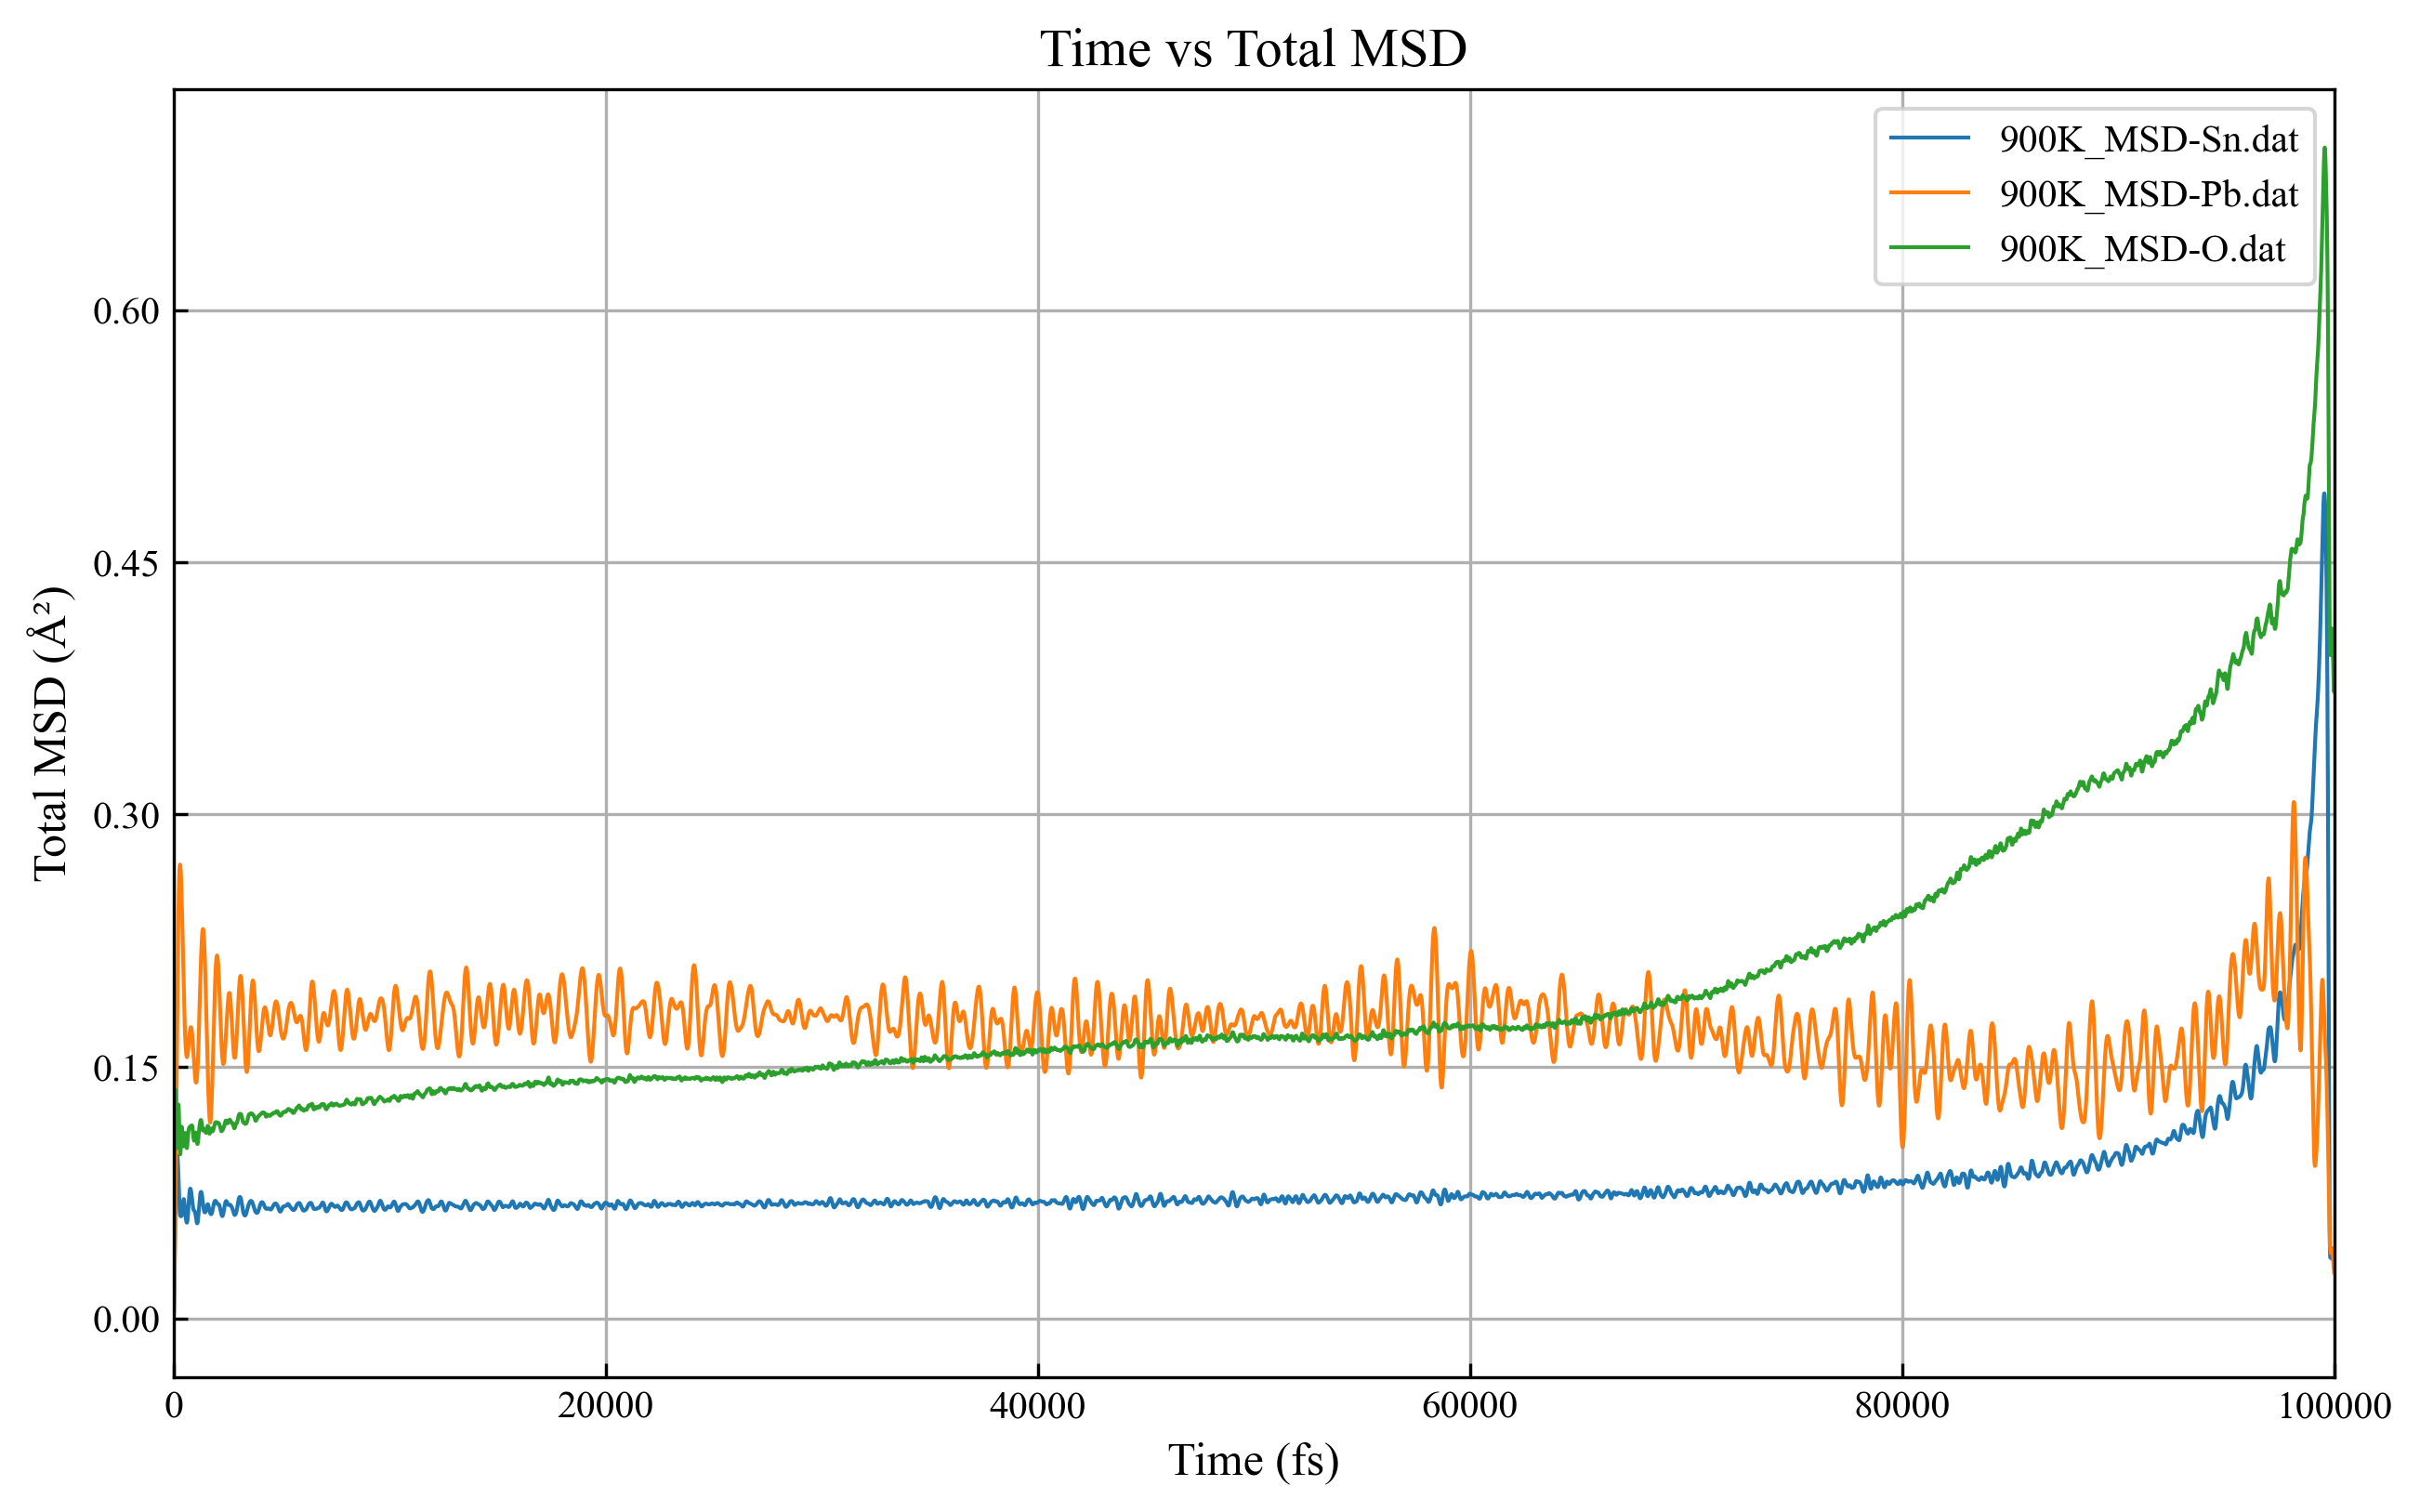 Time vs Total MSD
900K_MSD-Sn.dat
900K_MSD-Pb.dat
900K_MSD-O.dat
Total MSD (Å²)
0.60
0.45
0.30
0.15
0.00
0 20000 40000 60000 80000 100000
Time (fs)